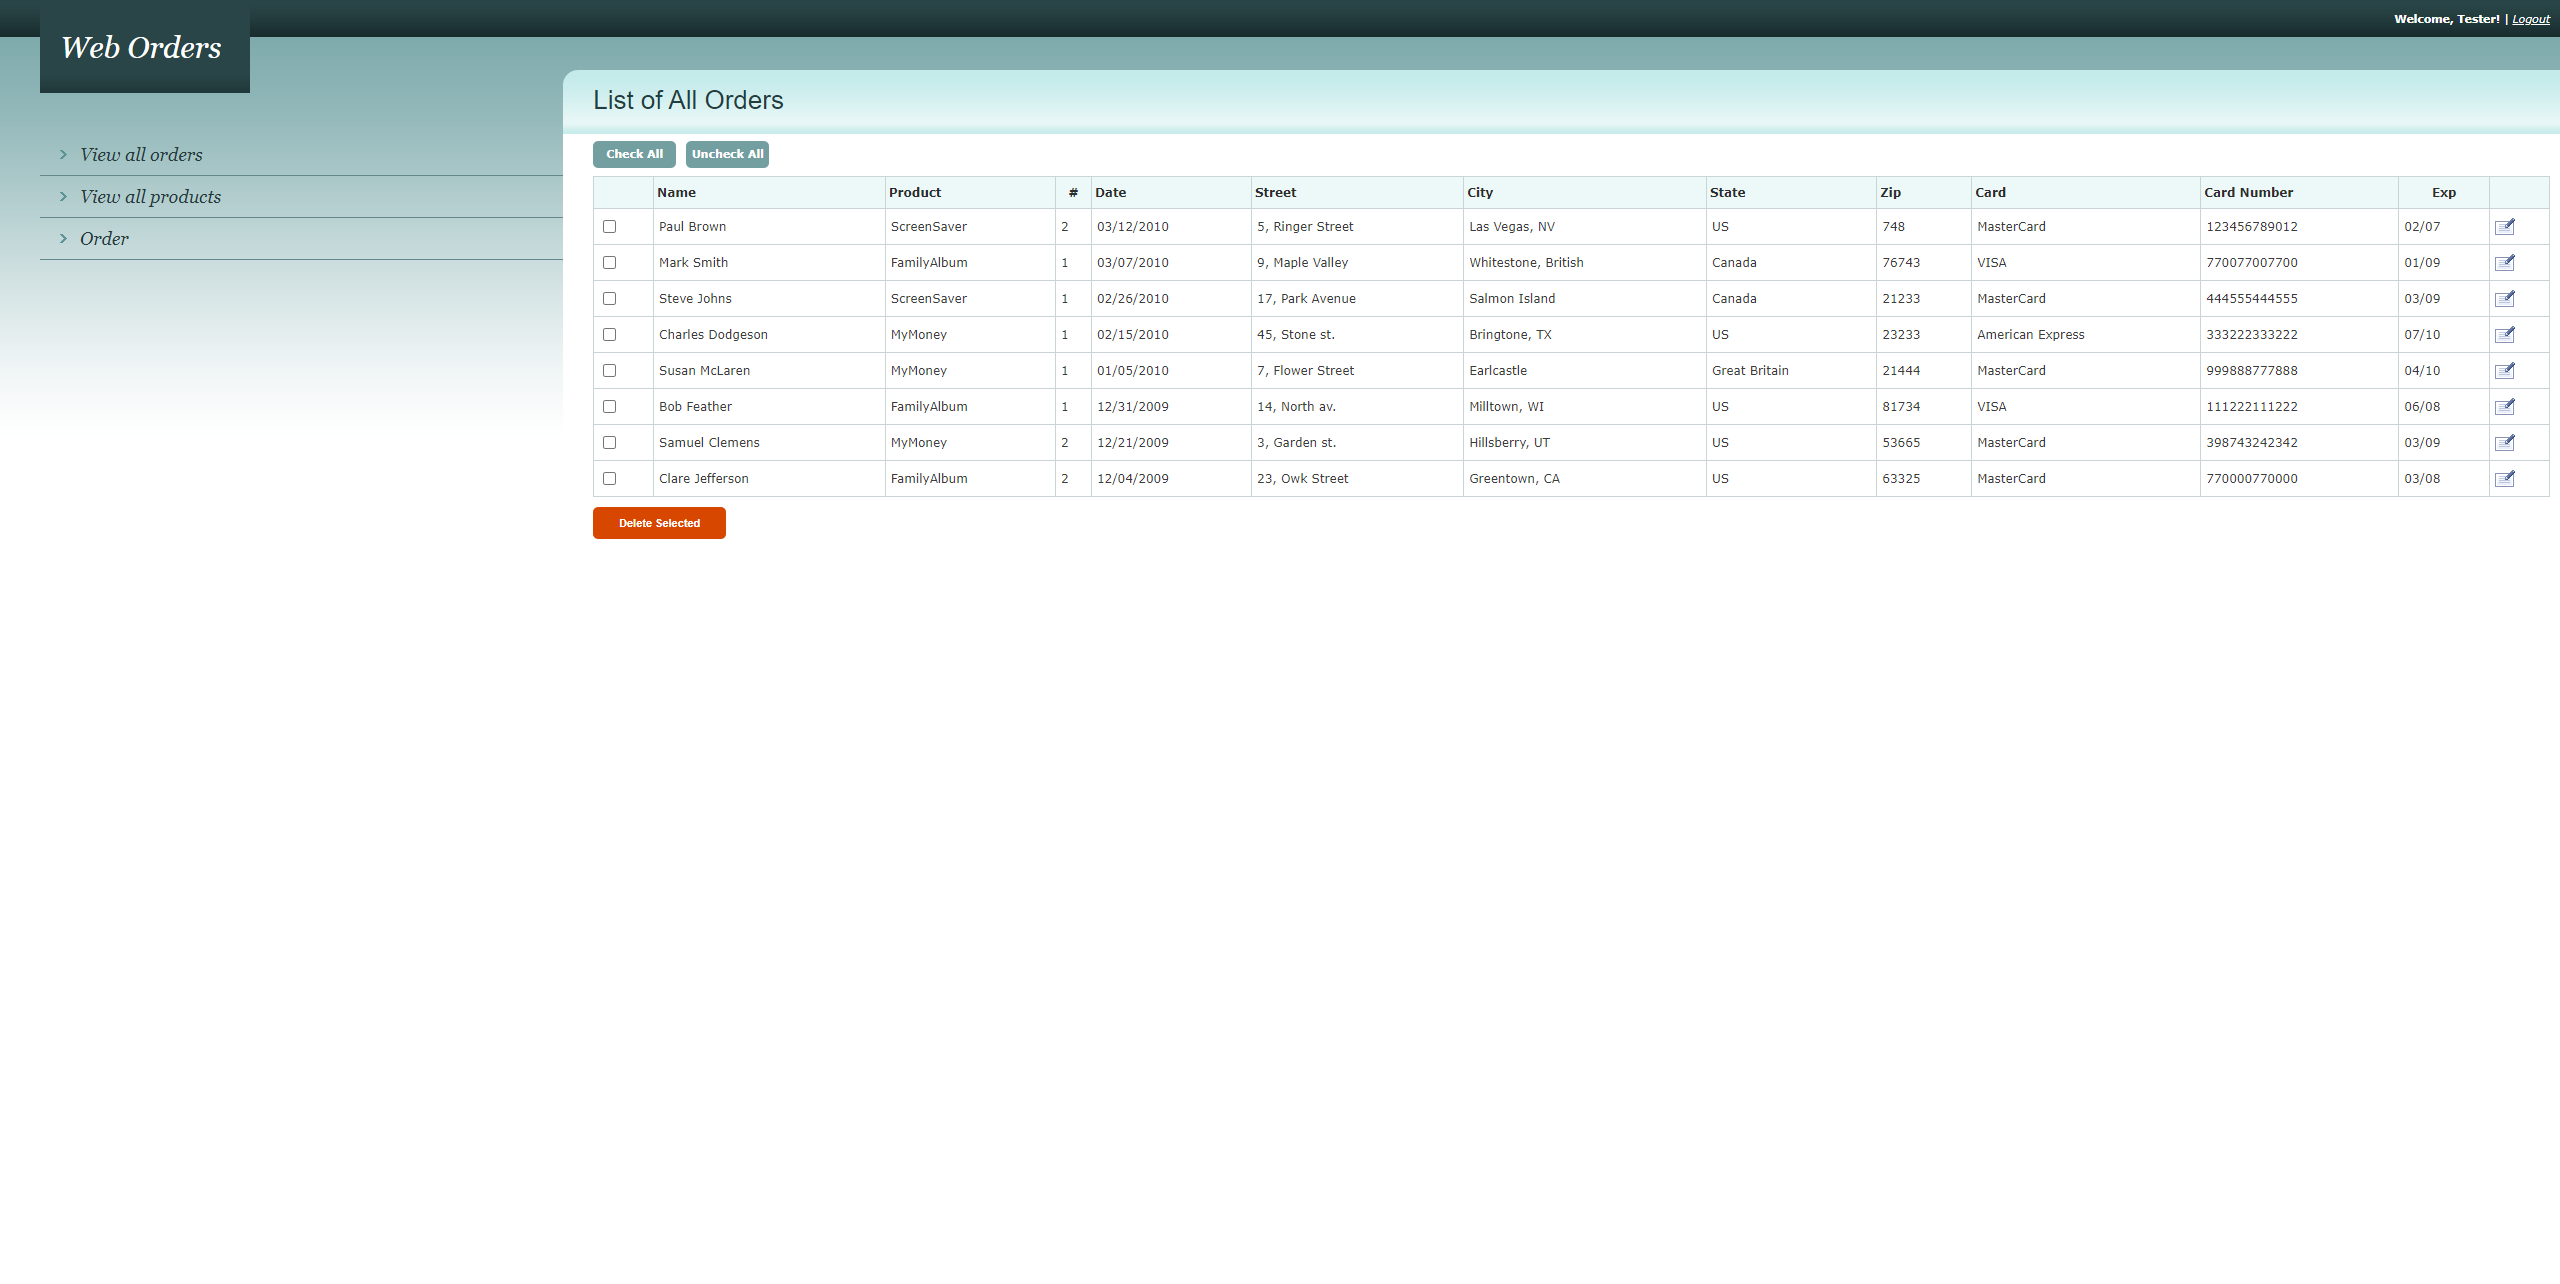 Welcome, Tester! | Logout
Web Orders
List of All Orders
View all orders
View all products
Order
Check All Uncheck All
Name Product # Date Street City State Zip Card Card Number Exp
Paul Brown ScreenSaver 2 03/12/2010 5, Ringer Street Las Vegas, NV US 748 MasterCard 123456789012 02/07
Mark Smith FamilyAlbum 1 03/07/2010 9, Maple Valley Whitestone, British Canada 76743 VISA 770077007700 01/09
Steve Johns ScreenSaver 1 02/26/2010 17, Park Avenue Salmon Island Canada 21233 MasterCard 444555444555 03/09
Charles Dodgeson MyMoney 1 02/15/2010 45, Stone st. Bringtone, TX US 23233 American Express 333222333222 07/10
Susan McLaren MyMoney 1 01/05/2010 7, Flower Street Earlcastle Great Britain 21444 MasterCard 999888777888 04/10
Bob Feather FamilyAlbum 1 12/31/2009 14, North av. Milltown, WI US 81734 VISA 111222111222 06/08
Samuel Clemens MyMoney 2 12/21/2009 3, Garden st. Hillsberry, UT US 53665 MasterCard 398743242342 03/09
Clare Jefferson FamilyAlbum 2 12/04/2009 23, Owk Street Greentown, CA US 63325 MasterCard 770000770000 03/08
Delete Selected